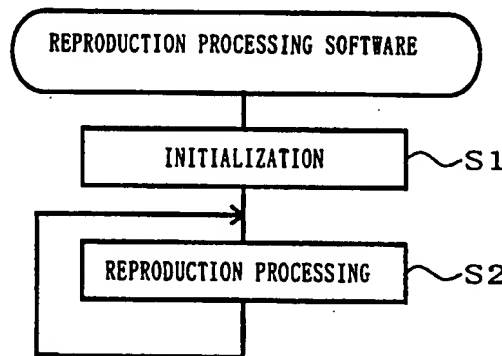 REPRODUCTION PROCESSING SOFTWARE
INITIALIZATION
S1
REPRODUCTION PROCESSING
S2